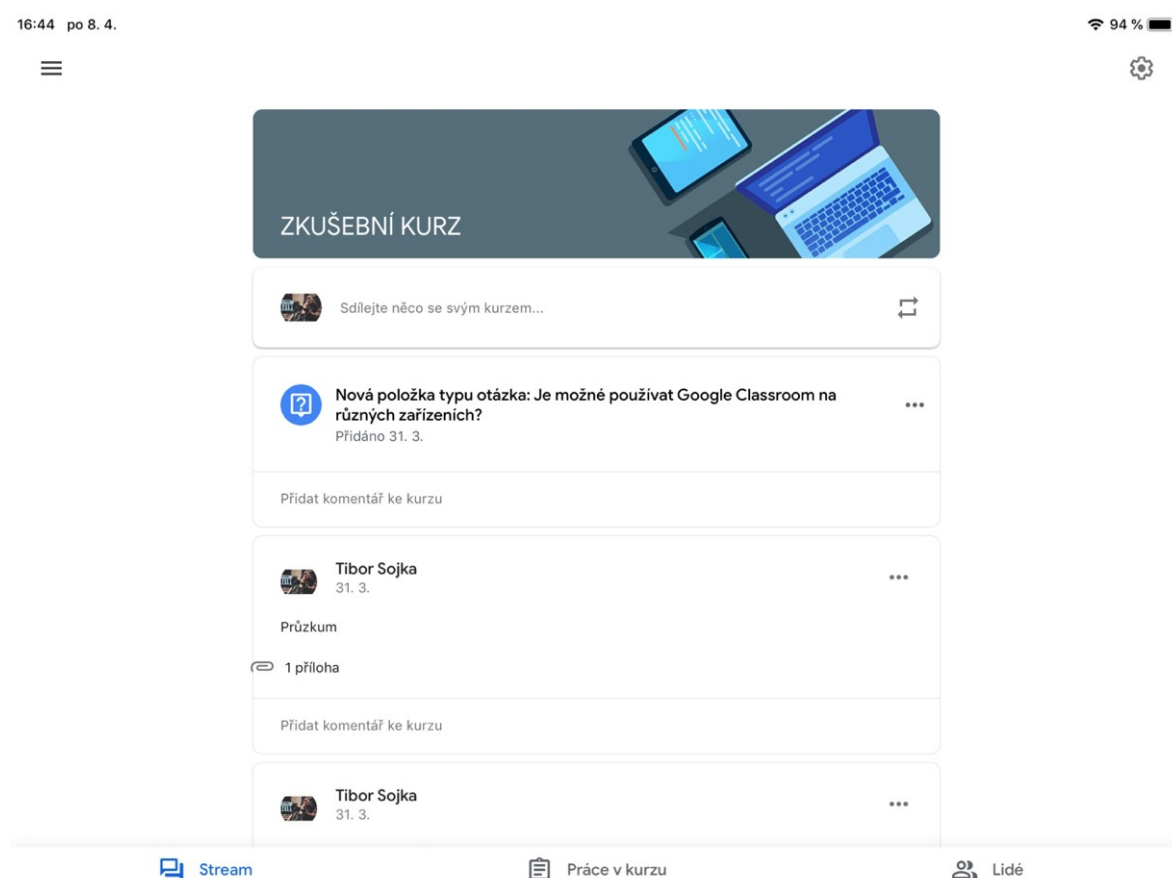 16:44 po 8. 4.
94 %
ZKUŠEBNÍ KURZ
Sdílejte něco se svým kurzem...
Nová položka typu otázka: Je možné používat Google Classroom na
různých zařízeních?
Přidáno 31. 3.
Přidat komentář ke kurzu
Tibor Sojka
31. 3.
Průzkum
1 příloha
Přidat komentář ke kurzu
Tibor Sojka
31. 3.
Stream
Práce v kurzu
Lidé